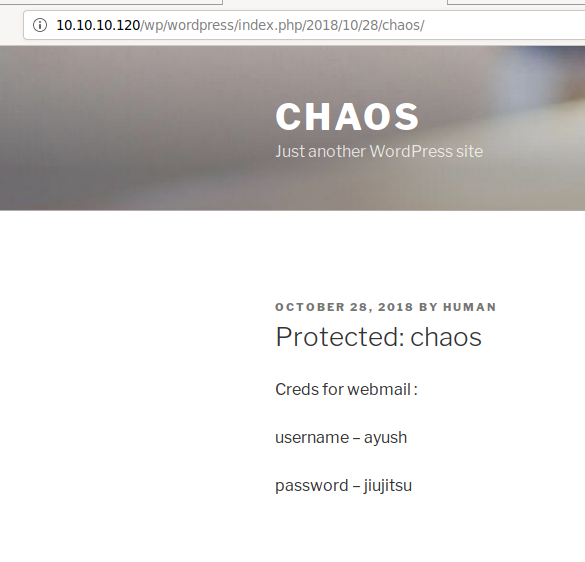 10.10.10.120/wp/wordpress/index.php/2018/10/28/chaos/
CHAOS
Just another WordPress site
OCTOBER 28, 2018 BY HUMAN
Protected: chaos
Creds for webmail :
username – ayush
password – jiujitsu